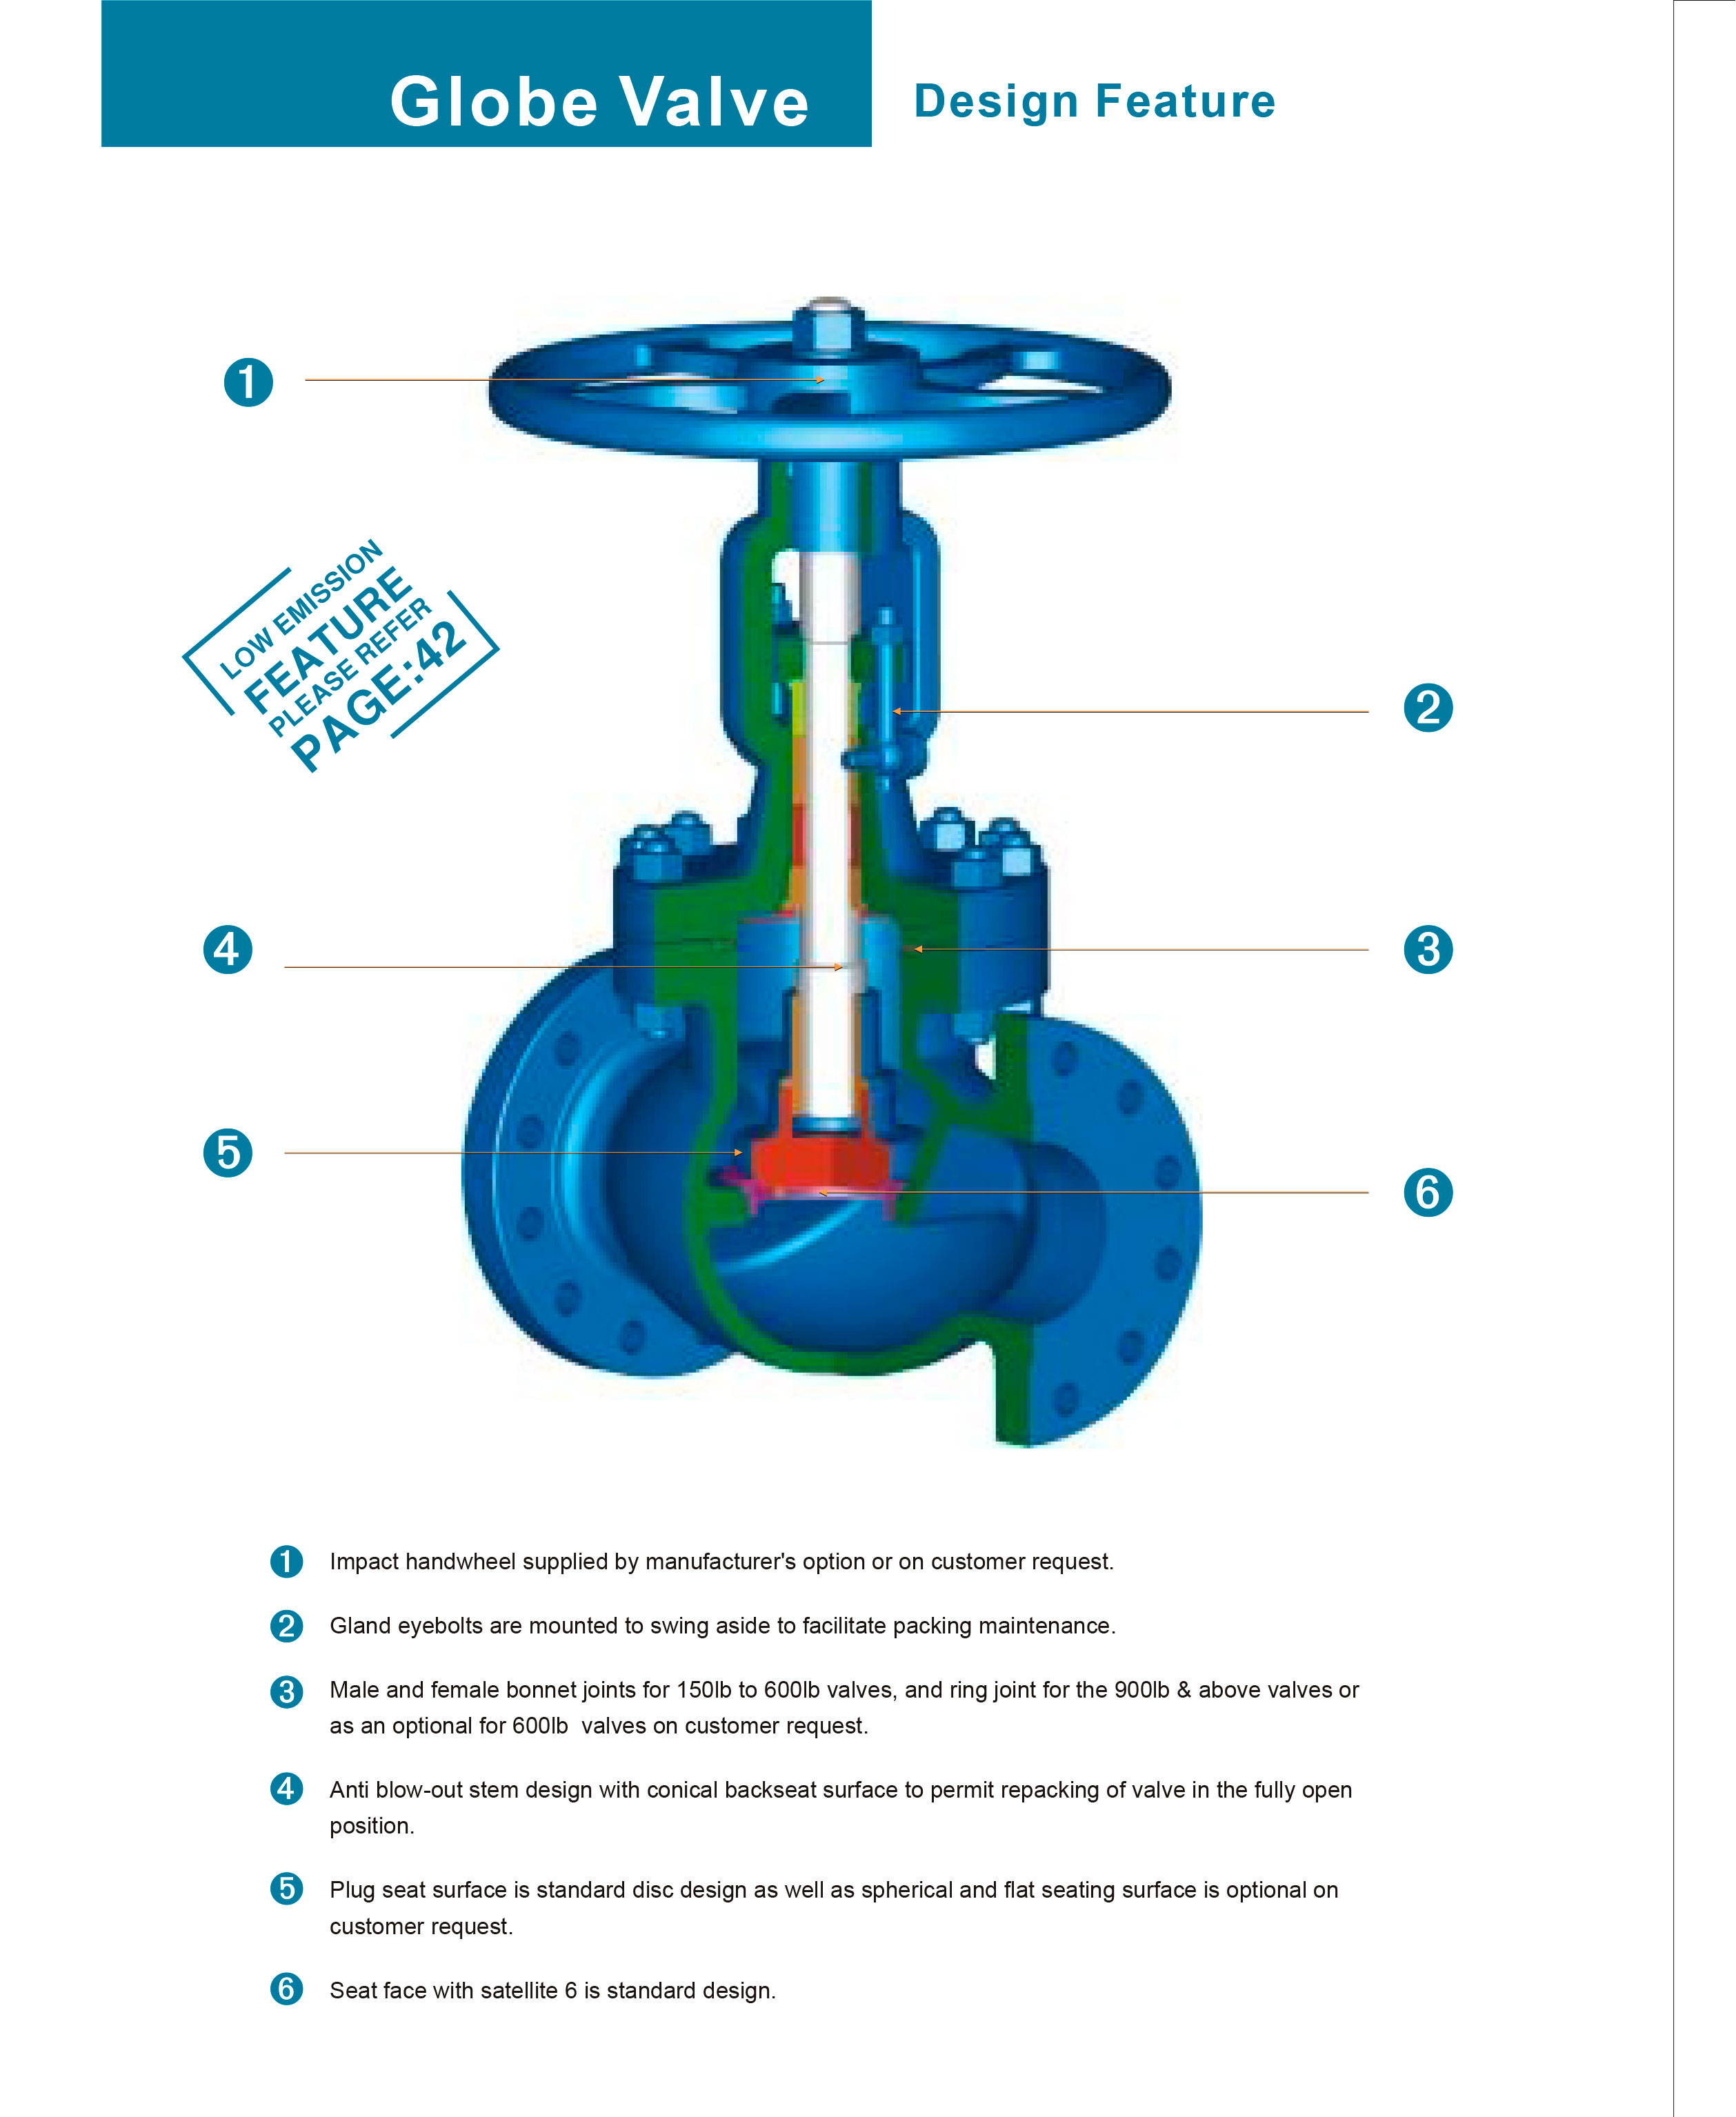 Globe Valve
Design Feature
1
LOW EMISSION
FEATURE
PLEASE REFER
PAGE:42
2
4
3
5
6
1 Impact handwheel supplied by manufacturer's option or on customer request.
2 Gland eyebolts are mounted to swing aside to facilitate packing maintenance.
3 Male and female bonnet joints for 150lb to 600lb valves, and ring joint for the 900lb & above valves or
as an optional for 600lb valves on customer request.
4 Anti blow-out stem design with conical backseat surface to permit repacking of valve in the fully open
position.
5 Plug seat surface is standard disc design as well as spherical and flat seating surface is optional on
customer request.
6 Seat face with satellite 6 is standard design.